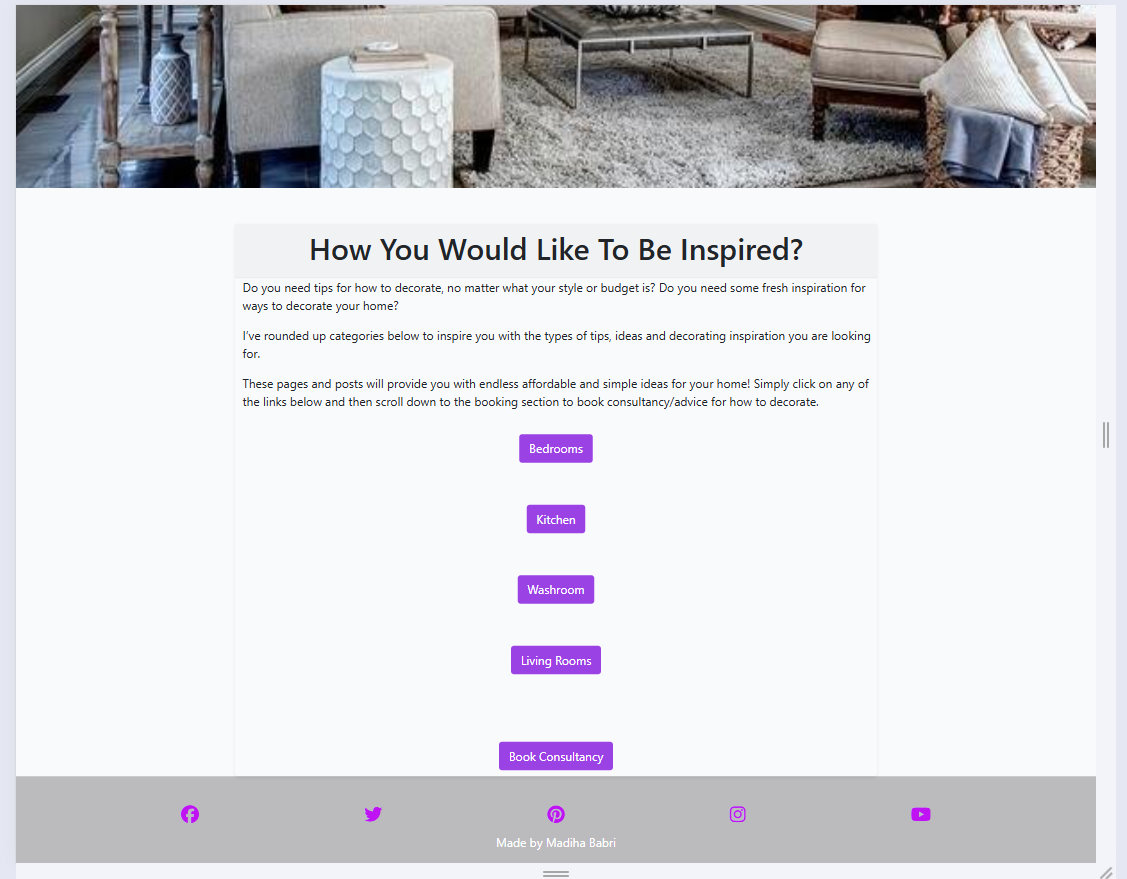 How You Would Like To Be Inspired?
Do you need tips for how to decorate, no matter what your style or budget is? Do you need some fresh inspiration for
ways to decorate your home?
I've rounded up categories below to inspire you with the types of tips, ideas and decorating inspiration you are looking
for.
These pages and posts will provide you with endless affordable and simple ideas for your home! Simply click on any of
the links below and then scroll down to the booking section to book consultancy/advice for how to decorate.
Bedrooms
Kitchen
Washroom
Living Rooms
Book Consultancy
Made by Madiha Babri